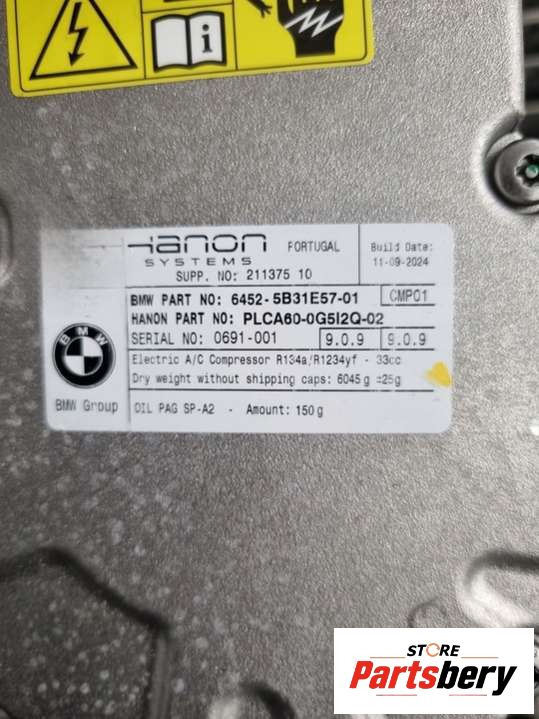 Hanon
SYSTEMS
PORTUGAL
Build Date:
11-09-2024
SUPP. NO: 211375 10
BMW PART NO: 6452-5B31E57-01
CMP01
HANON PART NO: PLCA60-0G5I2Q-02
SERIAL NO: 0691-001
9.0.9
9.0.9
Electric A/C Compressor R134a/R1234yf - 33cc
Dry weight without shipping caps: 6045g ±25g
BMW
BMW Group
OIL PAG SP-A2 - Amount: 150g
STORE
Partsbery